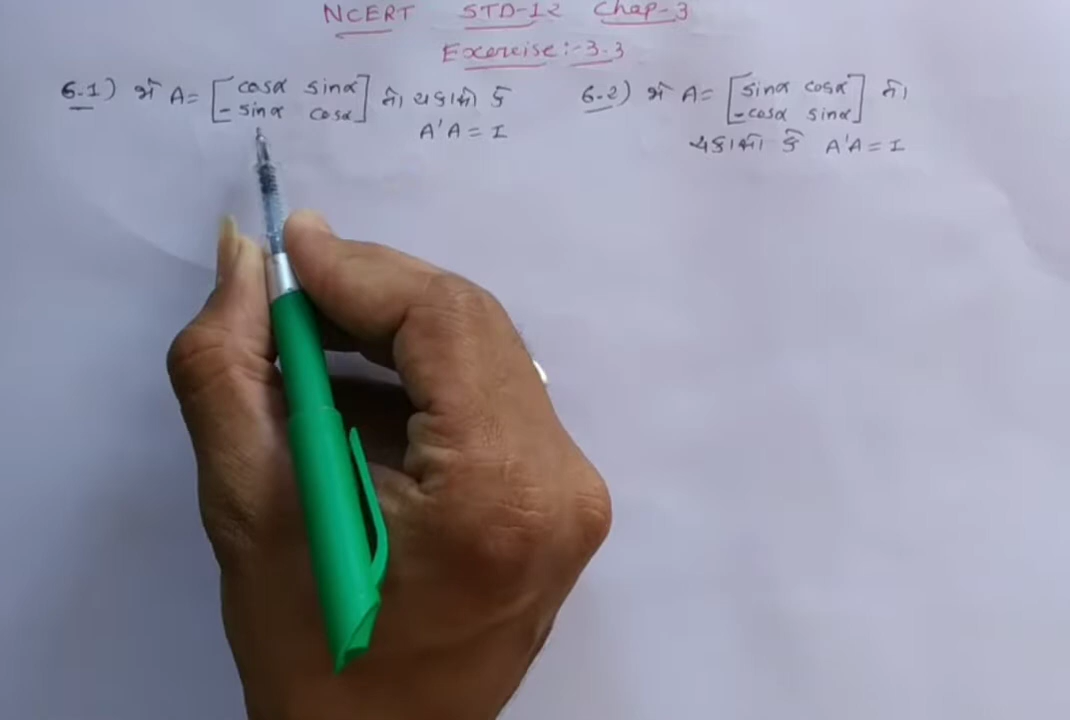 NCERT STD-12 Chap-3
Exercise:-3.3
6.1) જો A= [cosα sinα] તો ચકાસો કે
[-sinα cosα]
A'A = I
6.2) જો A= [sinα cosα] તો
[-cosα sinα]
ચકાસો કે A'A = I